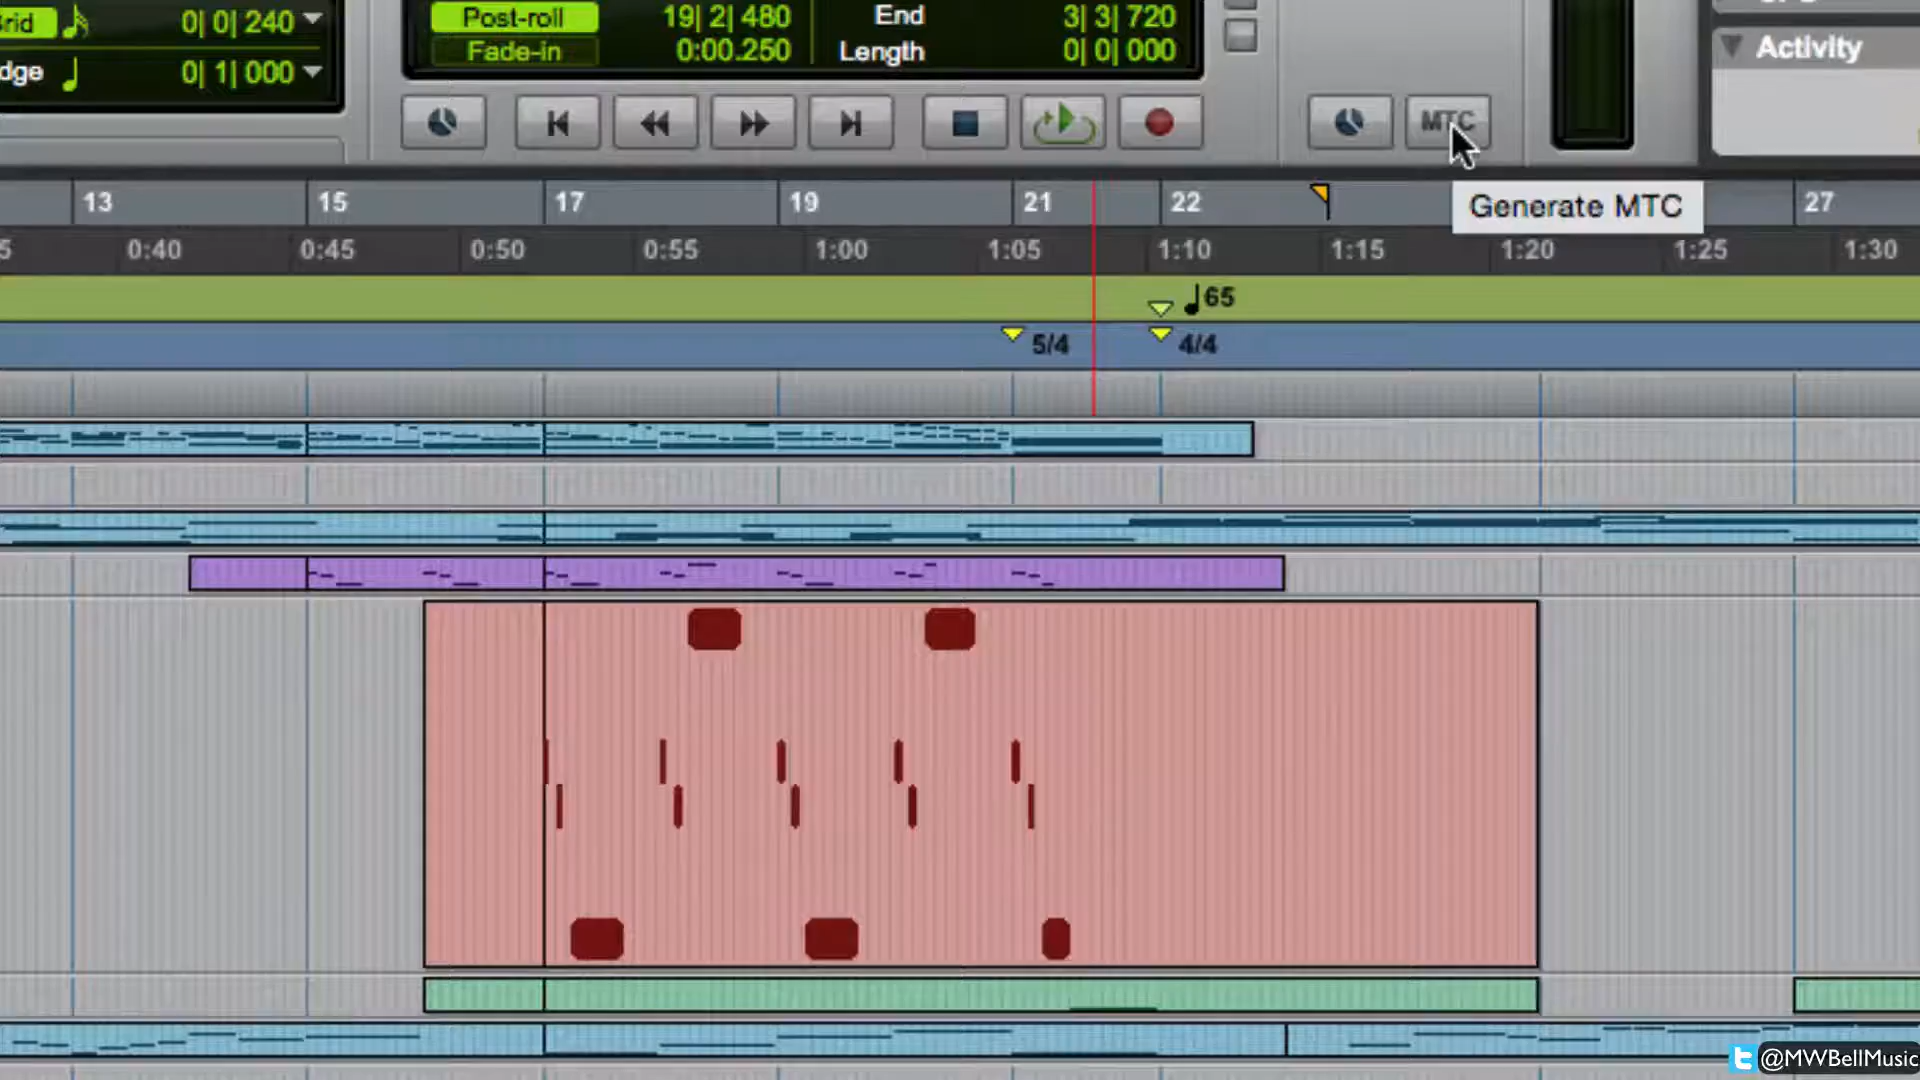 Post-roll 19| 2| 480 End 3| 3| 720
0| 0| 240
Fade-in 0:00.250 Length 0| 0| 000
0| 1| 000
Activity
MTC
Generate MTC
13 15 17 19 21 22 27
0:40 0:45 0:50 0:55 1:00 1:05 1:10 1:15 1:20 1:25 1:30
65
5/4 4/4
@MWBellMusic